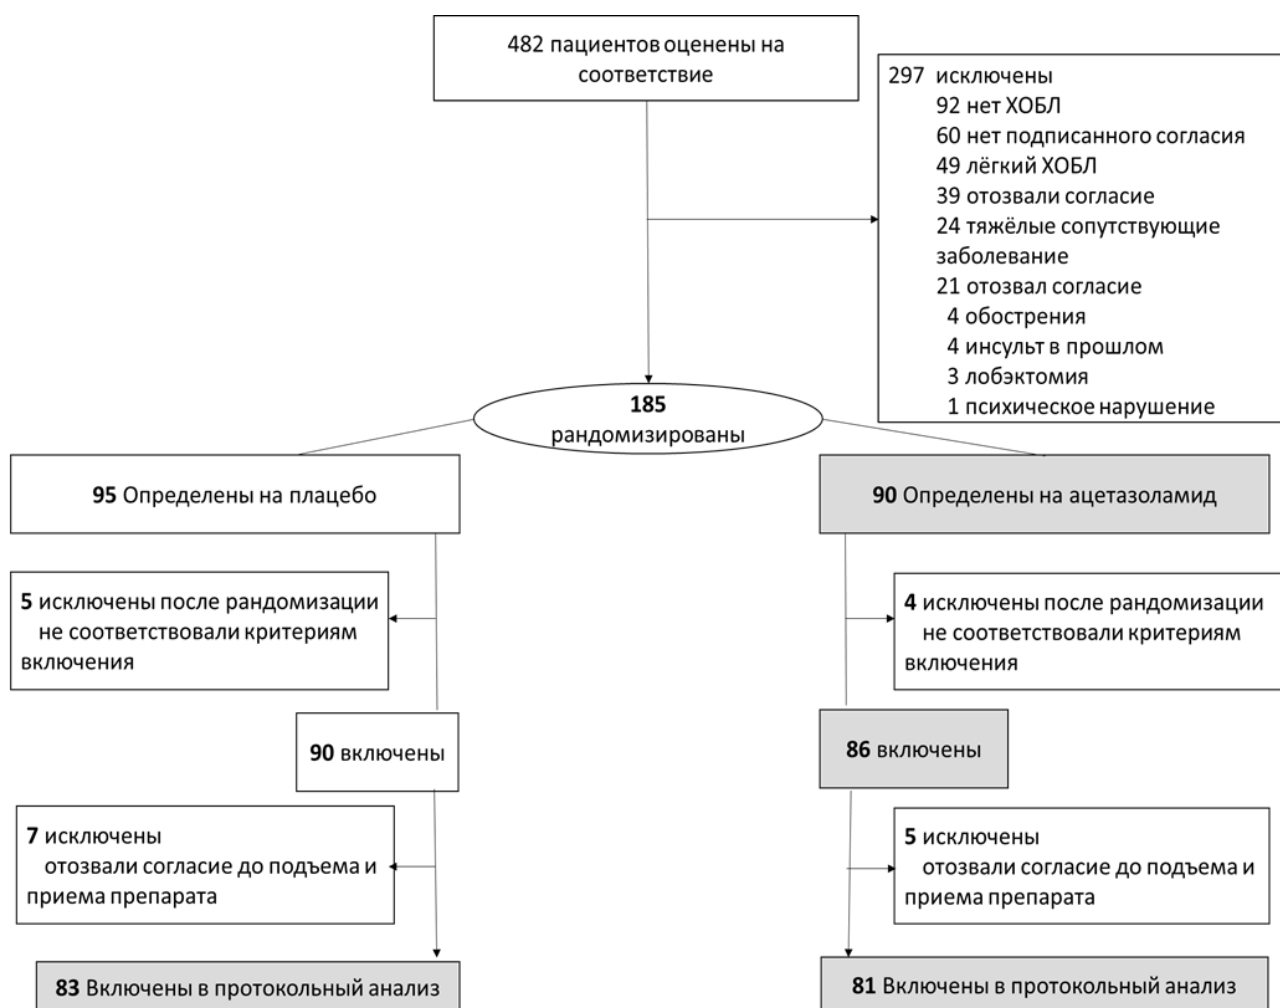 482 пациентов оценены на
соответствие
297 исключены
92 нет ХОБЛ
60 нет подписанного согласия
49 лёгкий ХОБЛ
39 отозвали согласие
24 тяжёлые сопутствующие
заболевание
21 отозвал согласие
4 обострения
4 инсульт в прошлом
3 лобэктомия
1 психическое нарушение
185
рандомизированы
95 Определены на плацебо
90 Определены на ацетазоламид
5 исключены после рандомизации
не соответствовали критериям
включения
4 исключены после рандомизации
не соответствовали критериям
включения
90 включены
86 включены
7 исключены
отозвали согласие до подъема и
приема препарата
5 исключены
отозвали согласие до подъема и
приема препарата
83 Включены в протокольный анализ
81 Включены в протокольный анализ